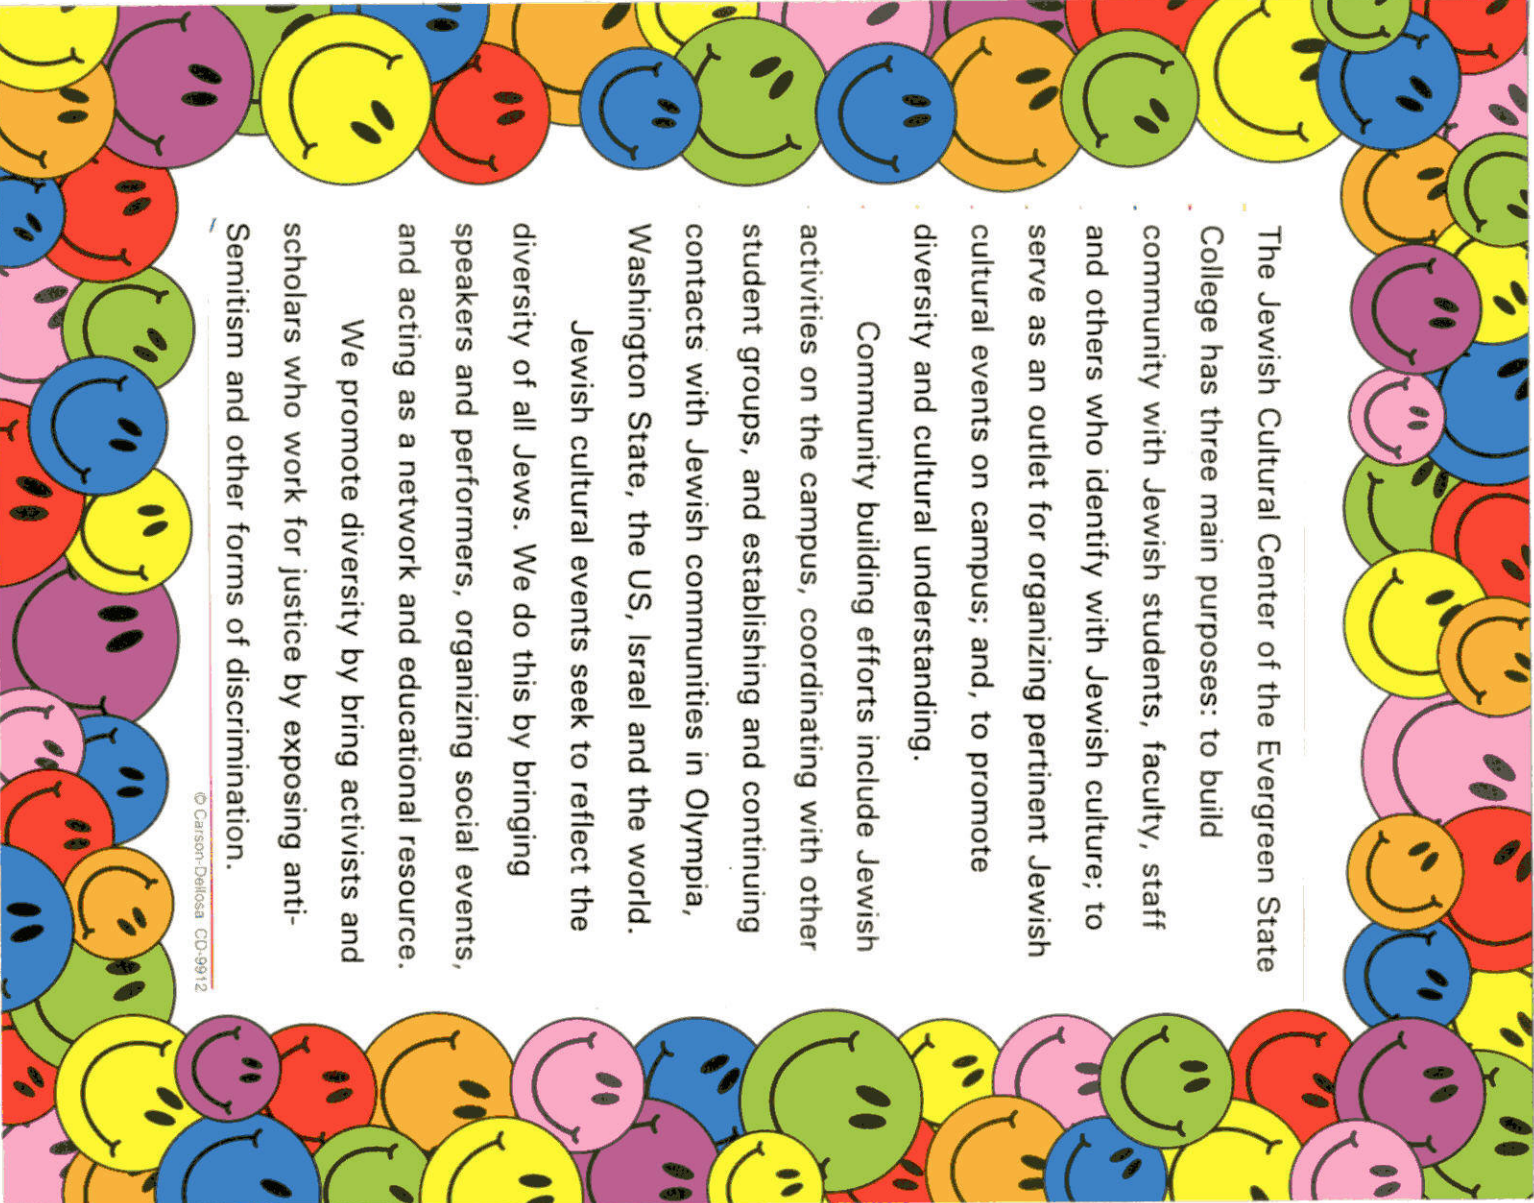 The Jewish Cultural Center of the Evergreen State
College has three main purposes: to build
community with Jewish students, faculty, staff
and others who identify with Jewish culture; to
serve as an outlet for organizing pertinent Jewish
cultural events on campus; and, to promote
diversity and cultural understanding.
Community building efforts include Jewish
activities on the campus, coordinating with other
student groups, and establishing and continuing
contacts with Jewish communities in Olympia,
Washington State, the US, Israel and the world.
Jewish cultural events seek to reflect the
diversity of all Jews. We do this by bringing
speakers and performers, organizing social events,
and acting as a network and educational resource.
We promote diversity by bring activists and
scholars who work for justice by exposing anti-
Semitism and other forms of discrimination.
© Carson-Dellosa CD-9912